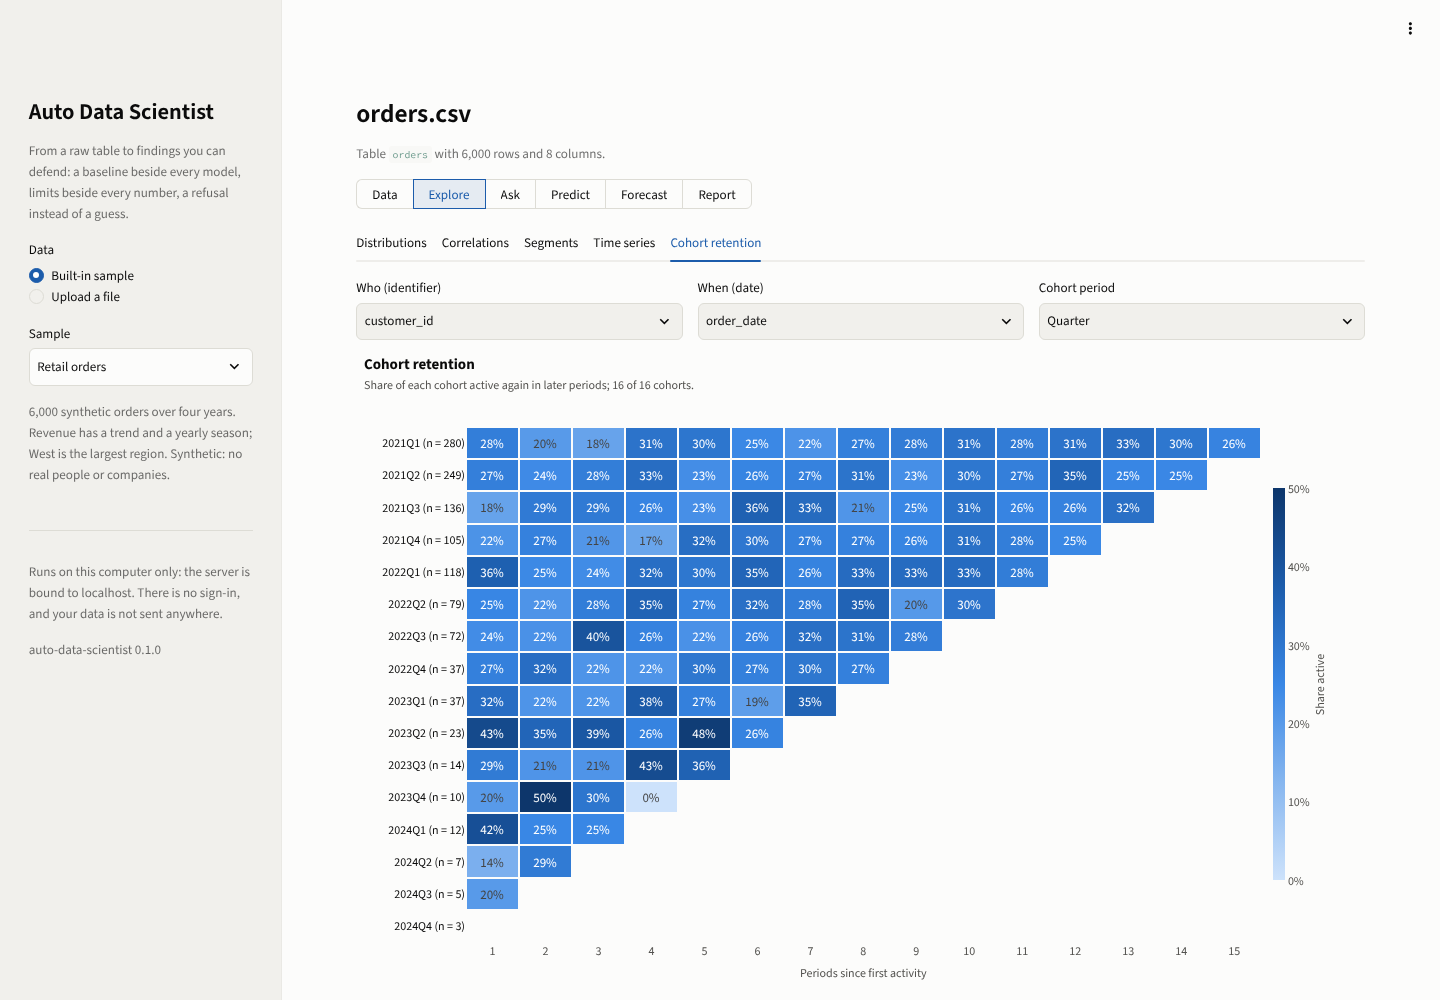 Auto Data Scientist
From a raw table to findings you can
defend: a baseline beside every model,
limits beside every number, a refusal
instead of a guess.
Data
Built-in sample
Upload a file
Sample
Retail orders
6,000 synthetic orders over four years.
Revenue has a trend and a yearly season;
West is the largest region. Synthetic: no
real people or companies.
Runs on this computer only: the server is
bound to localhost. There is no sign-in,
and your data is not sent anywhere.
auto-data-scientist 0.1.0
orders.csv
Table orders with 6,000 rows and 8 columns.
Data Explore Ask Predict Forecast Report
Distributions Correlations Segments Time series Cohort retention
Who (identifier) When (date) Cohort period
customer_id order_date Quarter
Cohort retention
Share of each cohort active again in later periods; 16 of 16 cohorts.
2021Q1 (n = 280) 28% 20% 18% 31% 30% 25% 22% 27% 28% 31% 28% 31% 33% 30% 26%
2021Q2 (n = 249) 27% 24% 28% 33% 23% 26% 27% 31% 23% 30% 27% 35% 25% 25%
2021Q3 (n = 136) 18% 29% 29% 26% 23% 36% 33% 21% 25% 31% 26% 26% 32%
2021Q4 (n = 105) 22% 27% 21% 17% 32% 30% 27% 27% 26% 31% 28% 25%
2022Q1 (n = 118) 36% 25% 24% 32% 30% 35% 26% 33% 33% 33% 28%
2022Q2 (n = 79) 25% 22% 28% 35% 27% 32% 28% 35% 20% 30%
2022Q3 (n = 72) 24% 22% 40% 26% 22% 26% 32% 31% 28%
2022Q4 (n = 37) 27% 32% 22% 22% 30% 27% 30% 27%
2023Q1 (n = 37) 32% 22% 22% 38% 27% 19% 35%
2023Q2 (n = 23) 43% 35% 39% 26% 48% 26%
2023Q3 (n = 14) 29% 21% 21% 43% 36%
2023Q4 (n = 10) 20% 50% 30% 0%
2024Q1 (n = 12) 42% 25% 25%
2024Q2 (n = 7) 14% 29%
2024Q3 (n = 5) 20%
2024Q4 (n = 3)
1 2 3 4 5 6 7 8 9 10 11 12 13 14 15
Periods since first activity
50%
40%
30%
20%
10%
0%
Share active